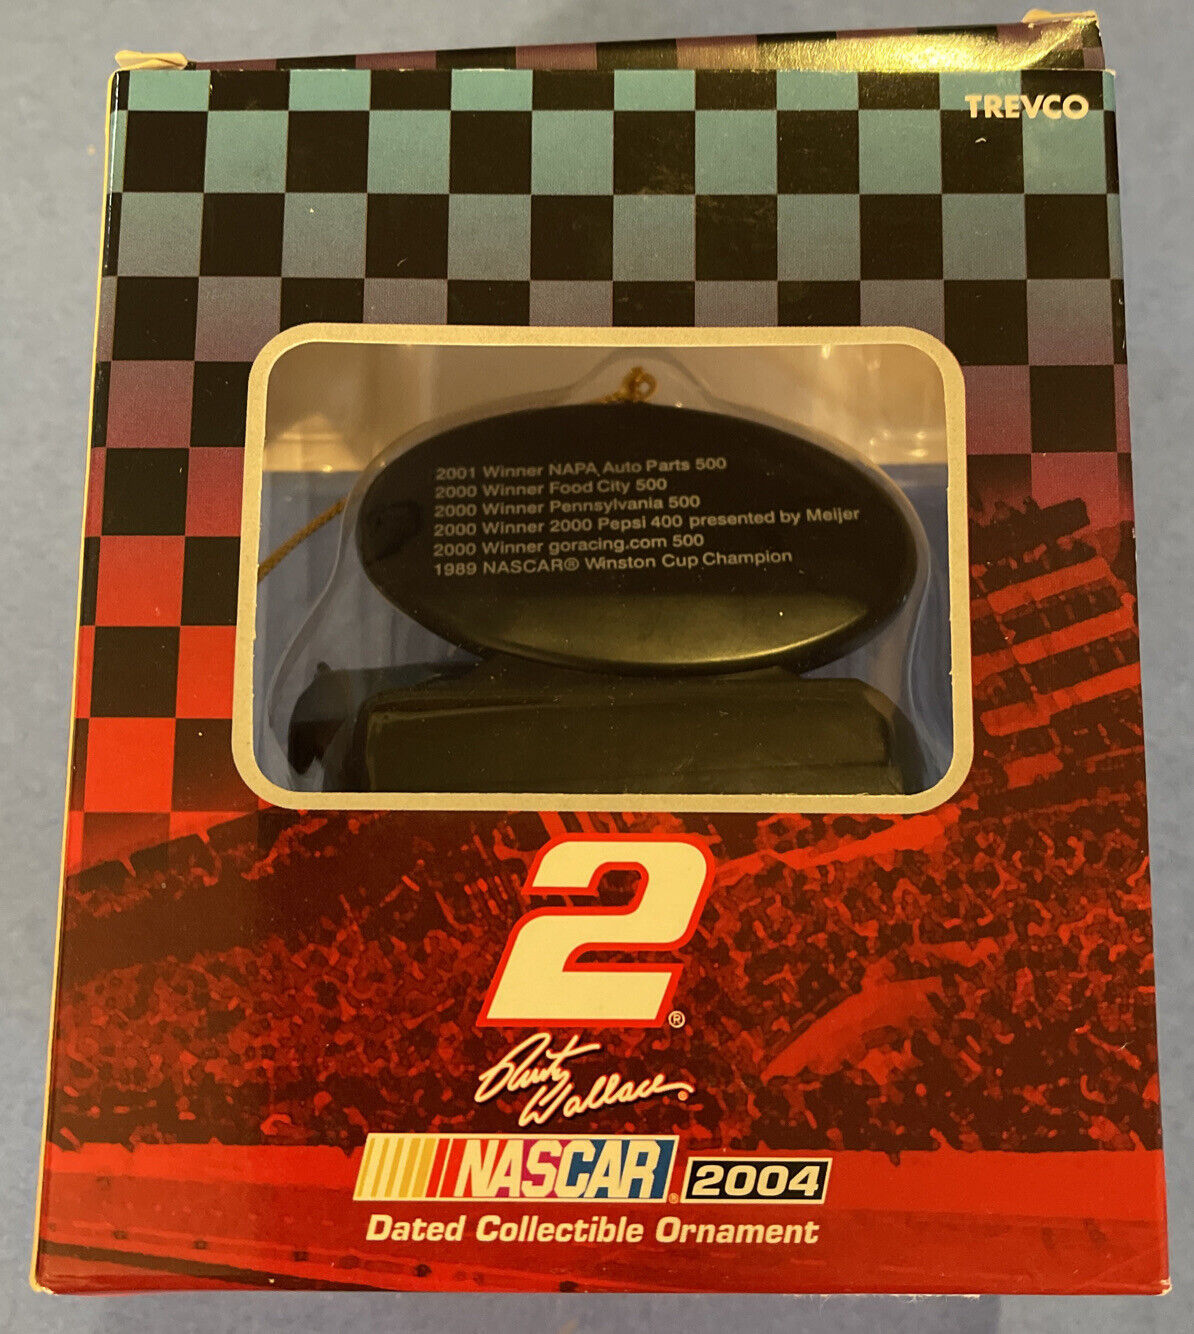 TREVCO
2001 Winner NAPA Auto Parts 500
2000 Winner Food City 500
2000 Winner Pennsylvania 500
2000 Winner 2000 Pepsi 400 presented by Meijer
2000 Winner goracing.com 500
1989 NASCAR® Winston Cup Champion
2®
Rusty
Wallace®
NASCAR® 2004
Dated Collectible Ornament